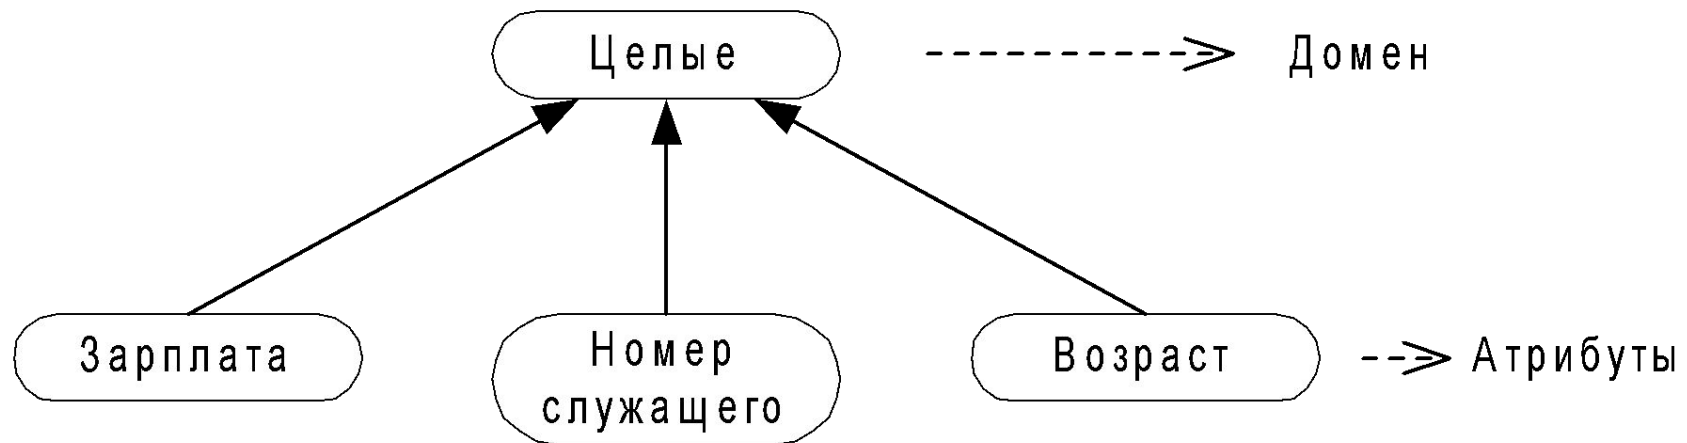 Целые
Домен
Зарплата
Номер
служащего
Возраст
Атрибуты